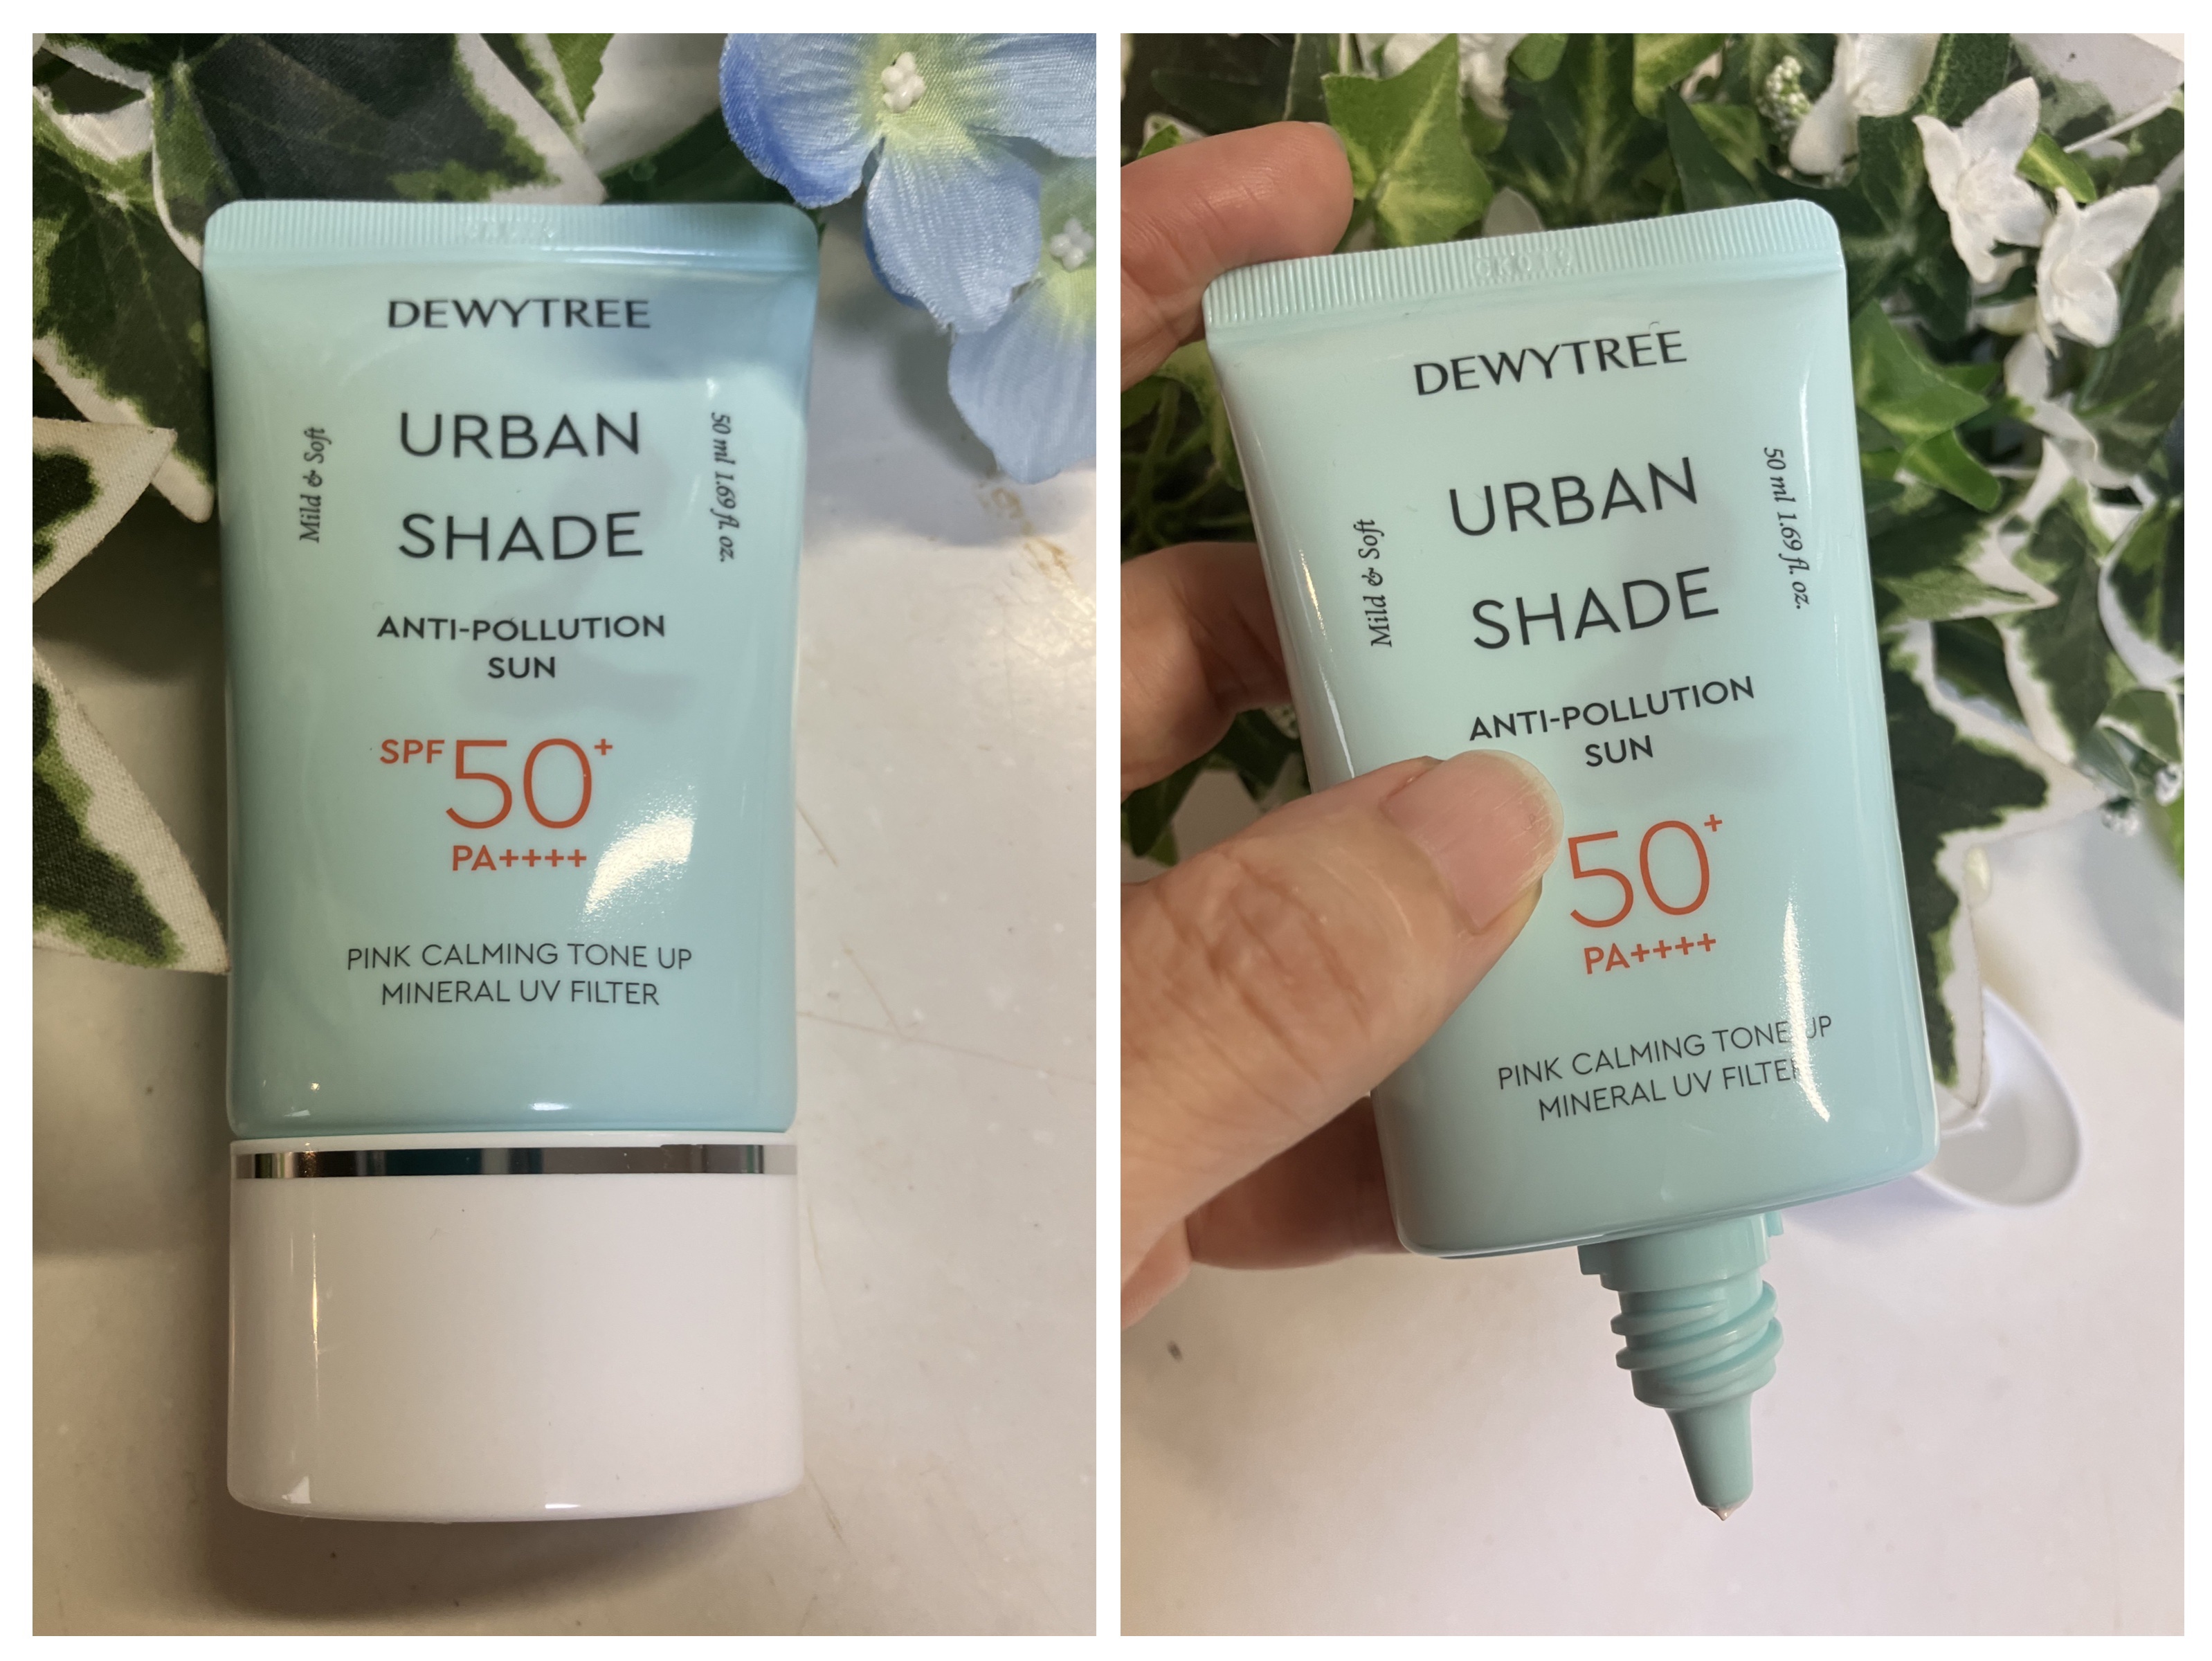 DEWYTREE
URBAN
SHADE
Mild & Soft
50 ml 1.69 fl. oz.
ANTI-POLLUTION
SUN
SPF 50+
PA++++
PINK CALMING TONE UP
MINERAL UV FILTER
DEWYTREE
URBAN
SHADE
Mild & Soft
50 ml 1.69 fl. oz.
ANTI-POLLUTION
SUN
50+
PA++++
PINK CALMING TONE UP
MINERAL UV FILTER